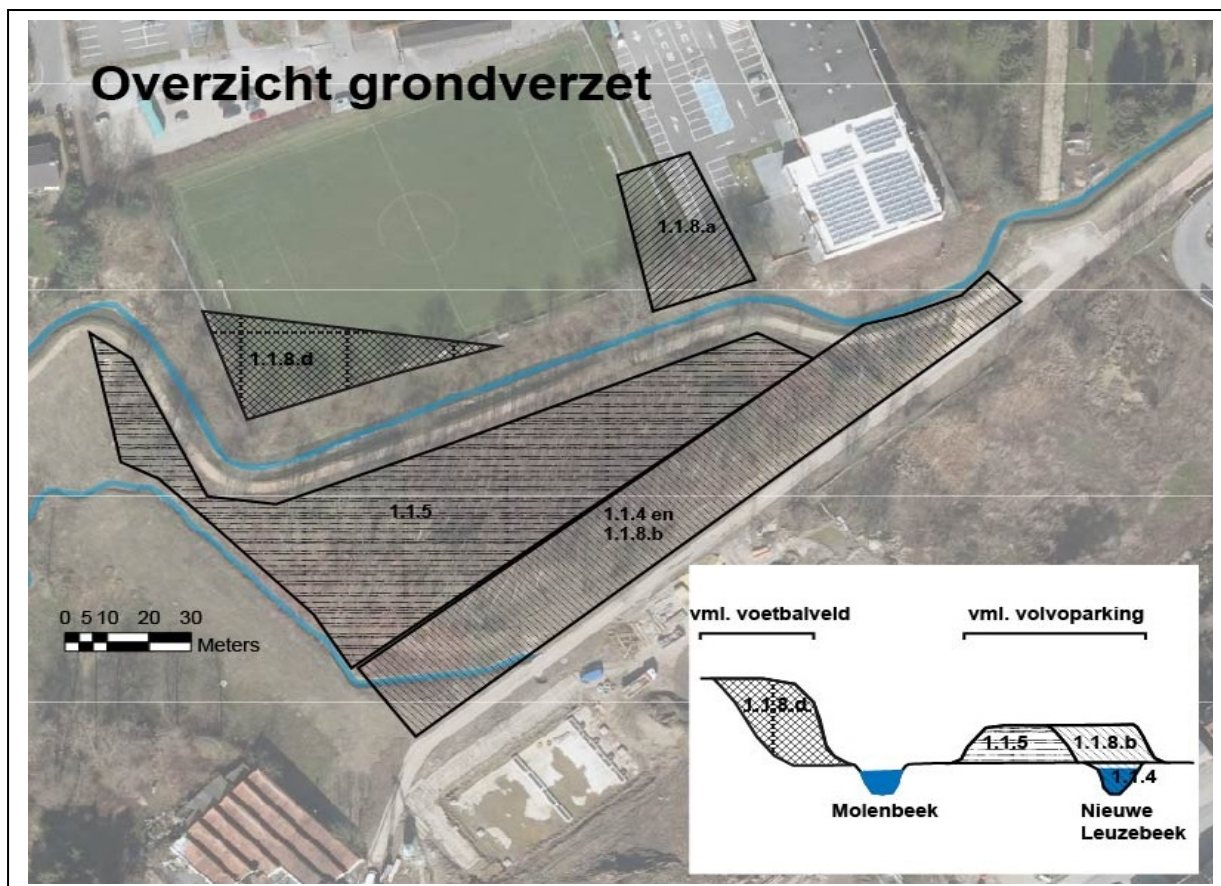 Overzicht grondverzet
1.1.8.a
1.1.8.d
1.1.5
1.1.4 en
1.1.8.b
0 5 10 20 30
Meters
vml. voetbalveld
vml. volvoparking
1.1.8.d
1.1.5
1.1.8.b
1.1.4
Molenbeek
Nieuwe
Leuzebeek